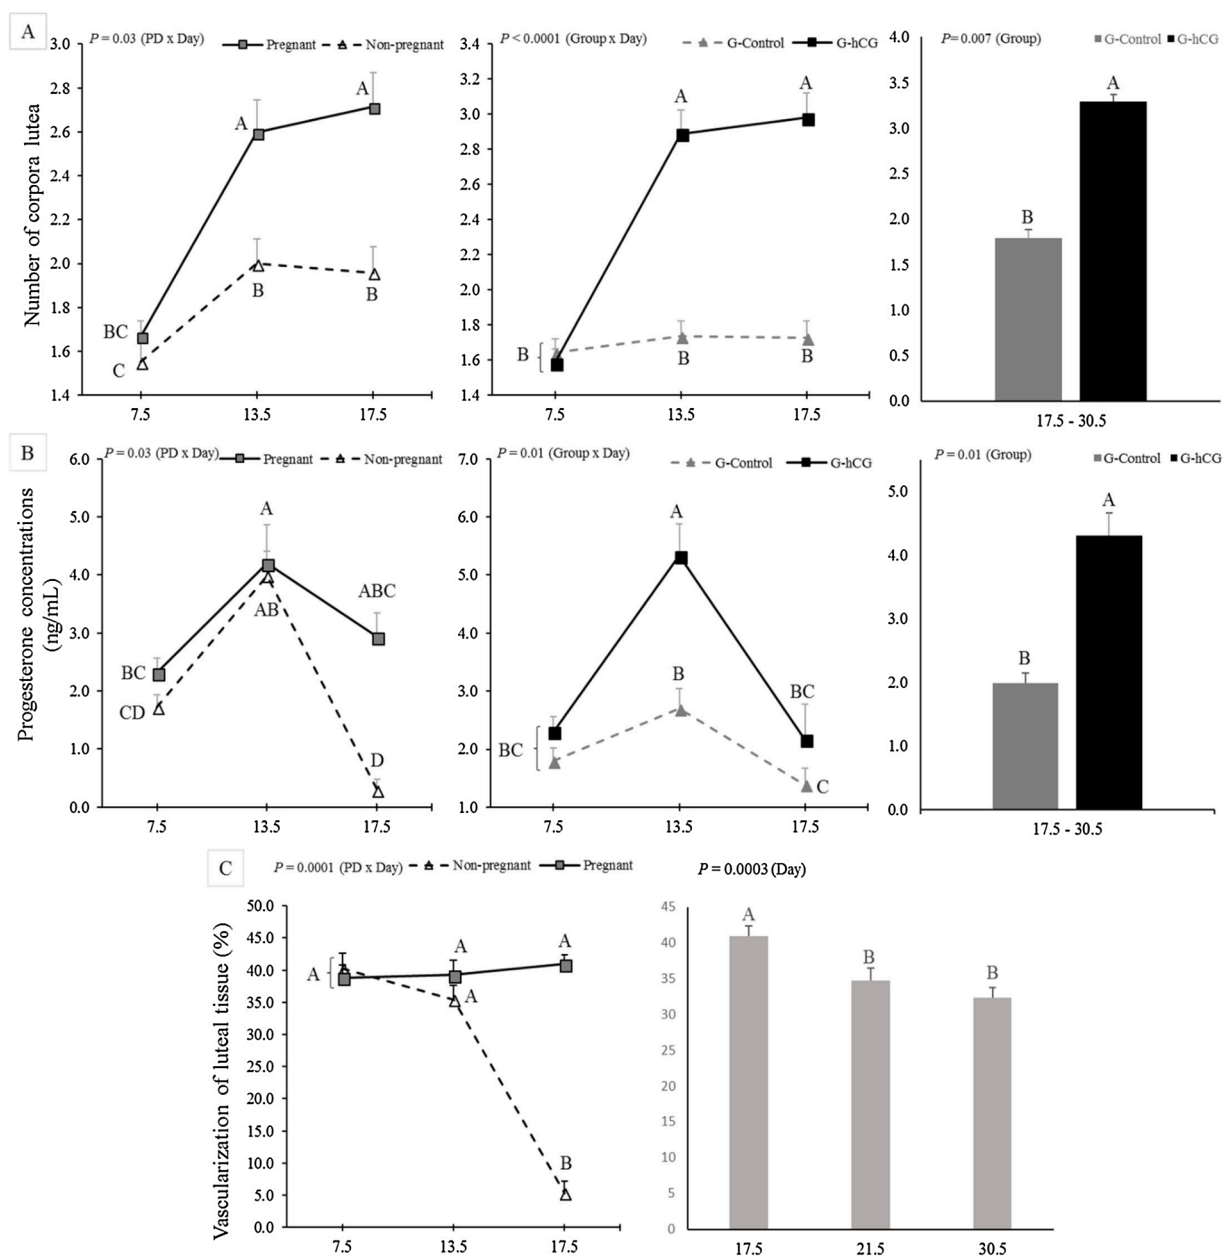 A
P = 0.03 (PD x Day)
Pregnant
Non-pregnant
P < 0.0001 (Group x Day)
G-Control
G-hCG
P= 0.007 (Group)
G-Control
G-hCG
Number of corpora lutea
3.0
2.8
2.6
2.4
2.2
2.0
1.8
1.6
1.4
A
A
BC
C
B
B
7.5
13.5
17.5
3.4
3.2
3.0
2.8
2.6
2.4
2.2
2.0
1.8
1.6
1.4
A
A
B
B
B
7.5
13.5
17.5
4.0
3.5
3.0
2.5
2.0
1.5
1.0
0.5
0.0
B
A
17.5 - 30.5
B
P = 0.03 (PD x Day)
Pregnant
Non-pregnant
P = 0.01 (Group x Day)
G-Control
G-hCG
P = 0.01 (Group)
G-Control
G-hCG
Progesterone concentrations
(ng/mL)
6.0
5.0
4.0
3.0
2.0
1.0
0.0
A
AB
ABC
BC
CD
D
7.5
13.5
17.5
7.0
6.0
5.0
4.0
3.0
2.0
1.0
A
B
BC
BC
C
7.5
13.5
17.5
5.0
4.0
3.0
2.0
1.0
0.0
B
A
17.5 - 30.5
C
P = 0.0001 (PD x Day)
Non-pregnant
Pregnant
P = 0.0003 (Day)
Vascularization of luteal tissue (%)
50.0
45.0
40.0
35.0
30.0
25.0
20.0
15.0
10.0
5.0
0.0
A
A
A
A
B
7.5
13.5
17.5
45
40
35
30
25
20
15
10
5
0
A
B
B
17.5
21.5
30.5